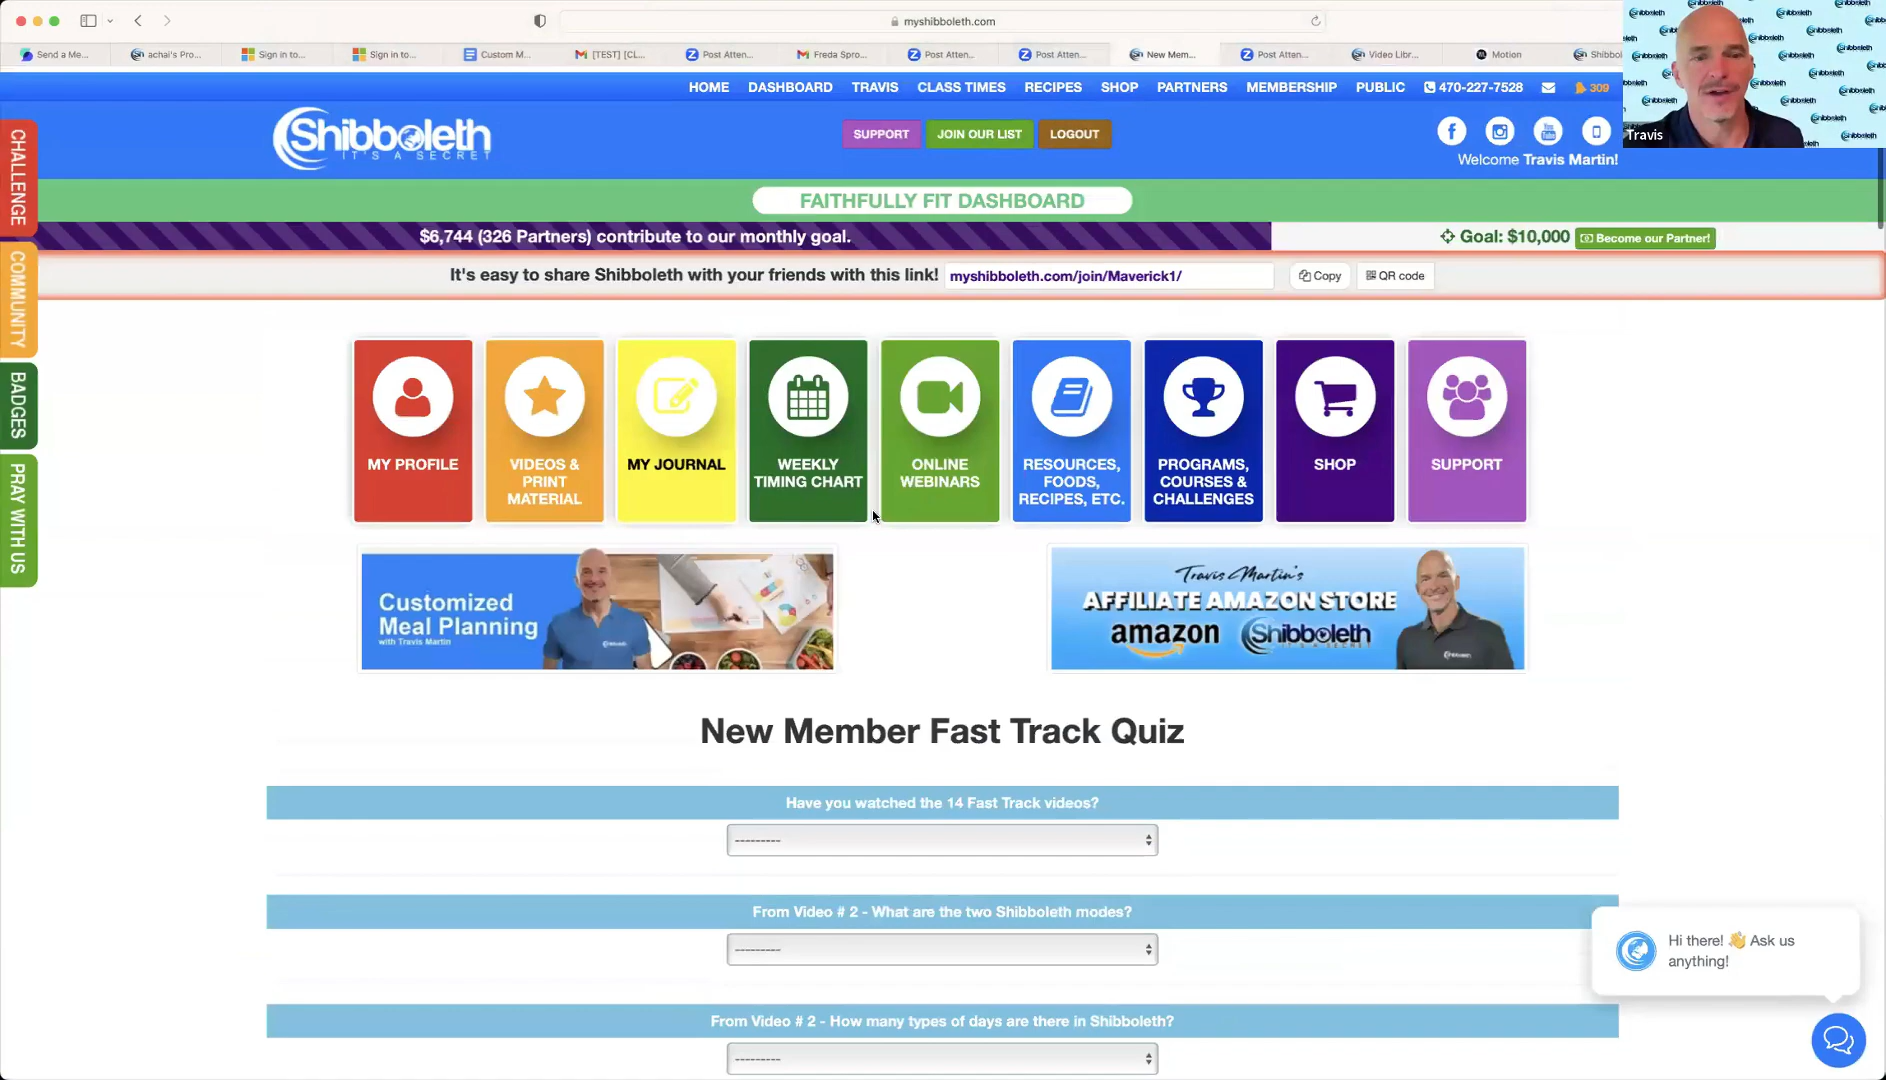 myshibboleth.com
Send a Me...
achai's Pro...
Sign in to...
Sign in to...
Custom M...
[TEST] [CL...
Post Atten...
Freda Spro...
Post Atten...
Post Atten...
New Mem...
Post Atten...
Video Libr...
Motion
Shibbol
HOME DASHBOARD TRAVIS CLASS TIMES RECIPES SHOP PARTNERS MEMBERSHIP PUBLIC 470-227-7528 309
Travis
Shibboleth
IT'S A SECRET
SUPPORT
JOIN OUR LIST
LOGOUT
Welcome Travis Martin!
CHALLENGE
COMMUNITY
BADGES
PRAY WITH US
FAITHFULLY FIT DASHBOARD
$6,744 (326 Partners) contribute to our monthly goal.
Goal: $10,000 Become our Partner!
It's easy to share Shibboleth with your friends with this link! myshibboleth.com/join/Maverick1/ Copy QR code
MY PROFILE
VIDEOS &
PRINT
MATERIAL
MY JOURNAL
WEEKLY
TIMING CHART
ONLINE
WEBINARS
RESOURCES,
FOODS,
RECIPES, ETC.
PROGRAMS,
COURSES &
CHALLENGES
SHOP
SUPPORT
Customized
Meal Planning
with Travis Martin
Travis Martin's
AFFILIATE AMAZON STORE
amazon
Shibboleth
IT'S A SECRET
New Member Fast Track Quiz
Have you watched the 14 Fast Track videos?
---------
From Video # 2 - What are the two Shibboleth modes?
---------
From Video # 2 - How many types of days are there in Shibboleth?
---------
Hi there! 👋 Ask us
anything!